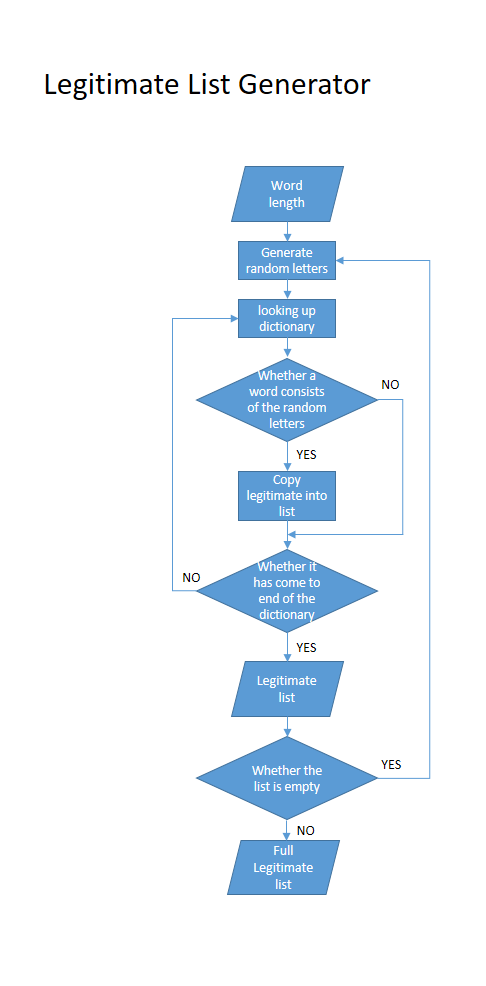 Legitimate List Generator
Word
length
Generate
random letters
looking up
dictionary
Whether a
word consists
of the random
letters
NO
YES
Copy
legitimate into
list
Whether it
has come to
end of the
dictionary
NO
YES
Legitimate
list
Whether the
list is empty
YES
NO
Full
Legitimate
list